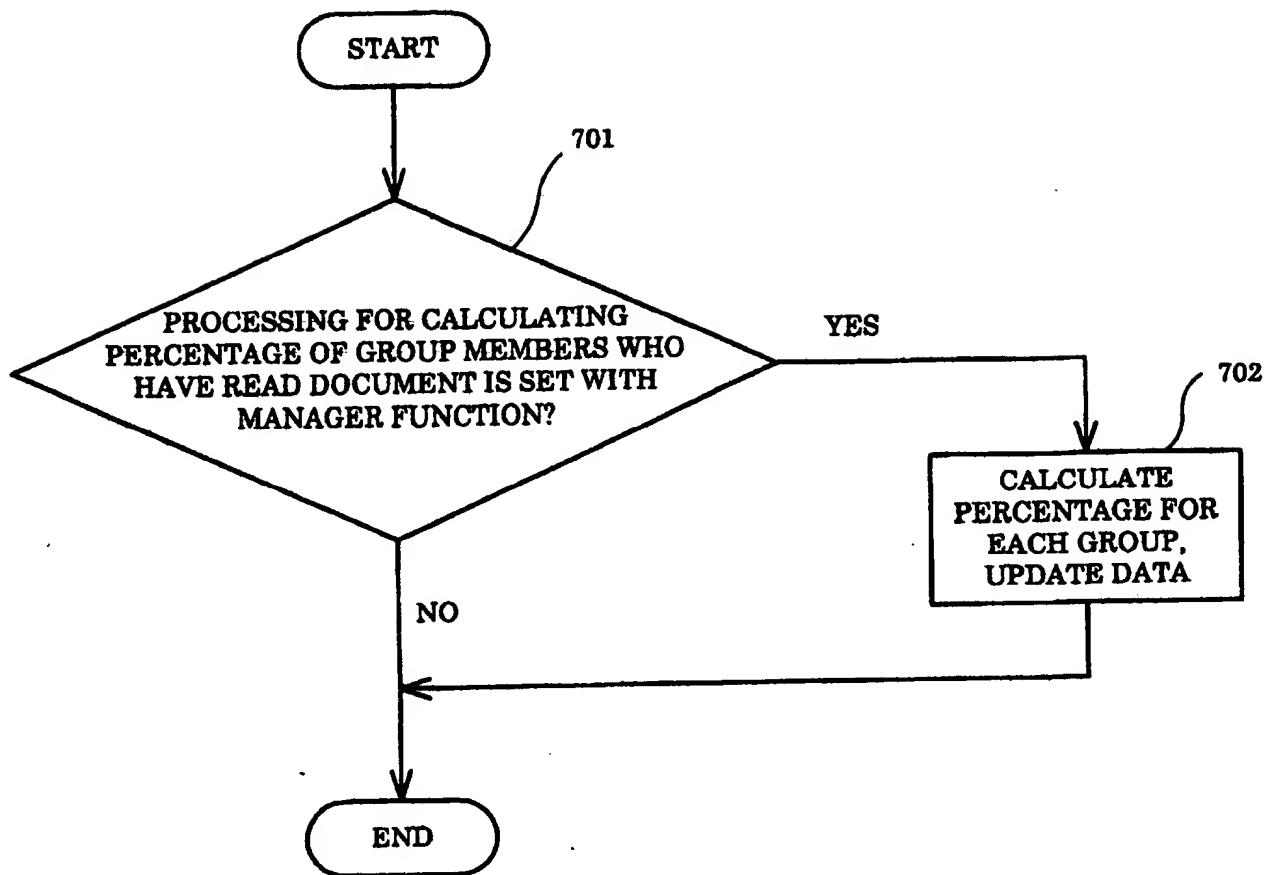 START
701
PROCESSING FOR CALCULATING
PERCENTAGE OF GROUP MEMBERS WHO
HAVE READ DOCUMENT IS SET WITH
MANAGER FUNCTION?
YES
702
CALCULATE
PERCENTAGE FOR
EACH GROUP,
UPDATE DATA
NO
END